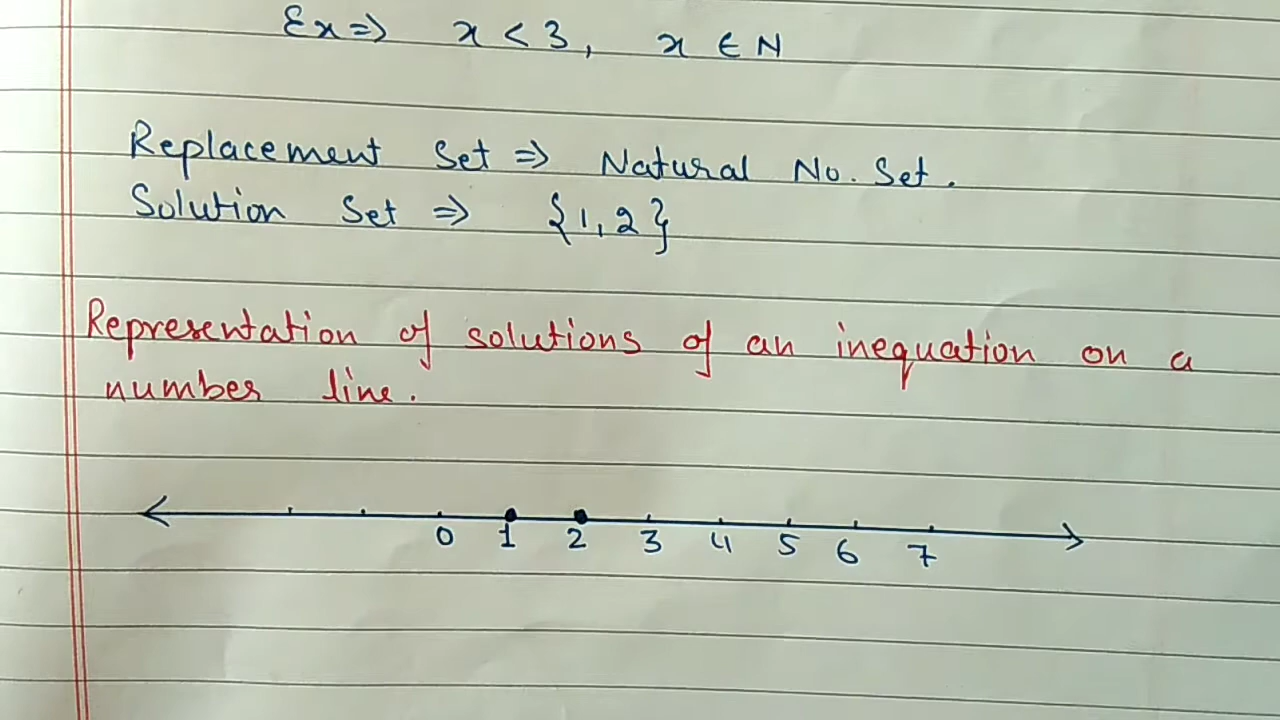 Ex ⇒ x < 3, x ∈ N
Replacement Set ⇒ Natural No. Set.
Solution Set ⇒ {1, 2}
Representation of solutions of an inequation on a
number line.
0 1 2 3 4 5 6 7